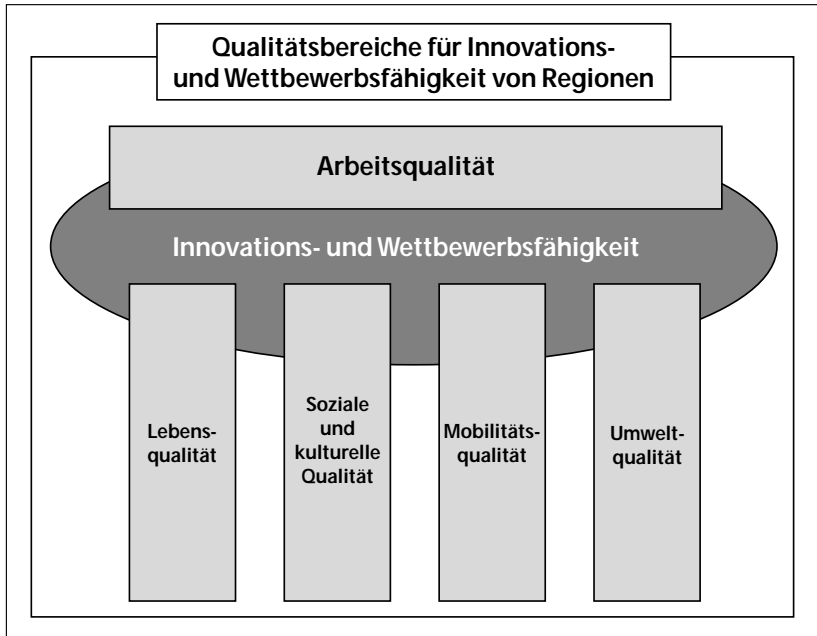 Qualitätsbereiche für Innovations-
und Wettbewerbsfähigkeit von Regionen
Arbeitsqualität
Innovations- und Wettbewerbsfähigkeit
Lebens-
qualität
Soziale
und
kulturelle
Qualität
Mobilitäts-
qualität
Umwelt-
qualität